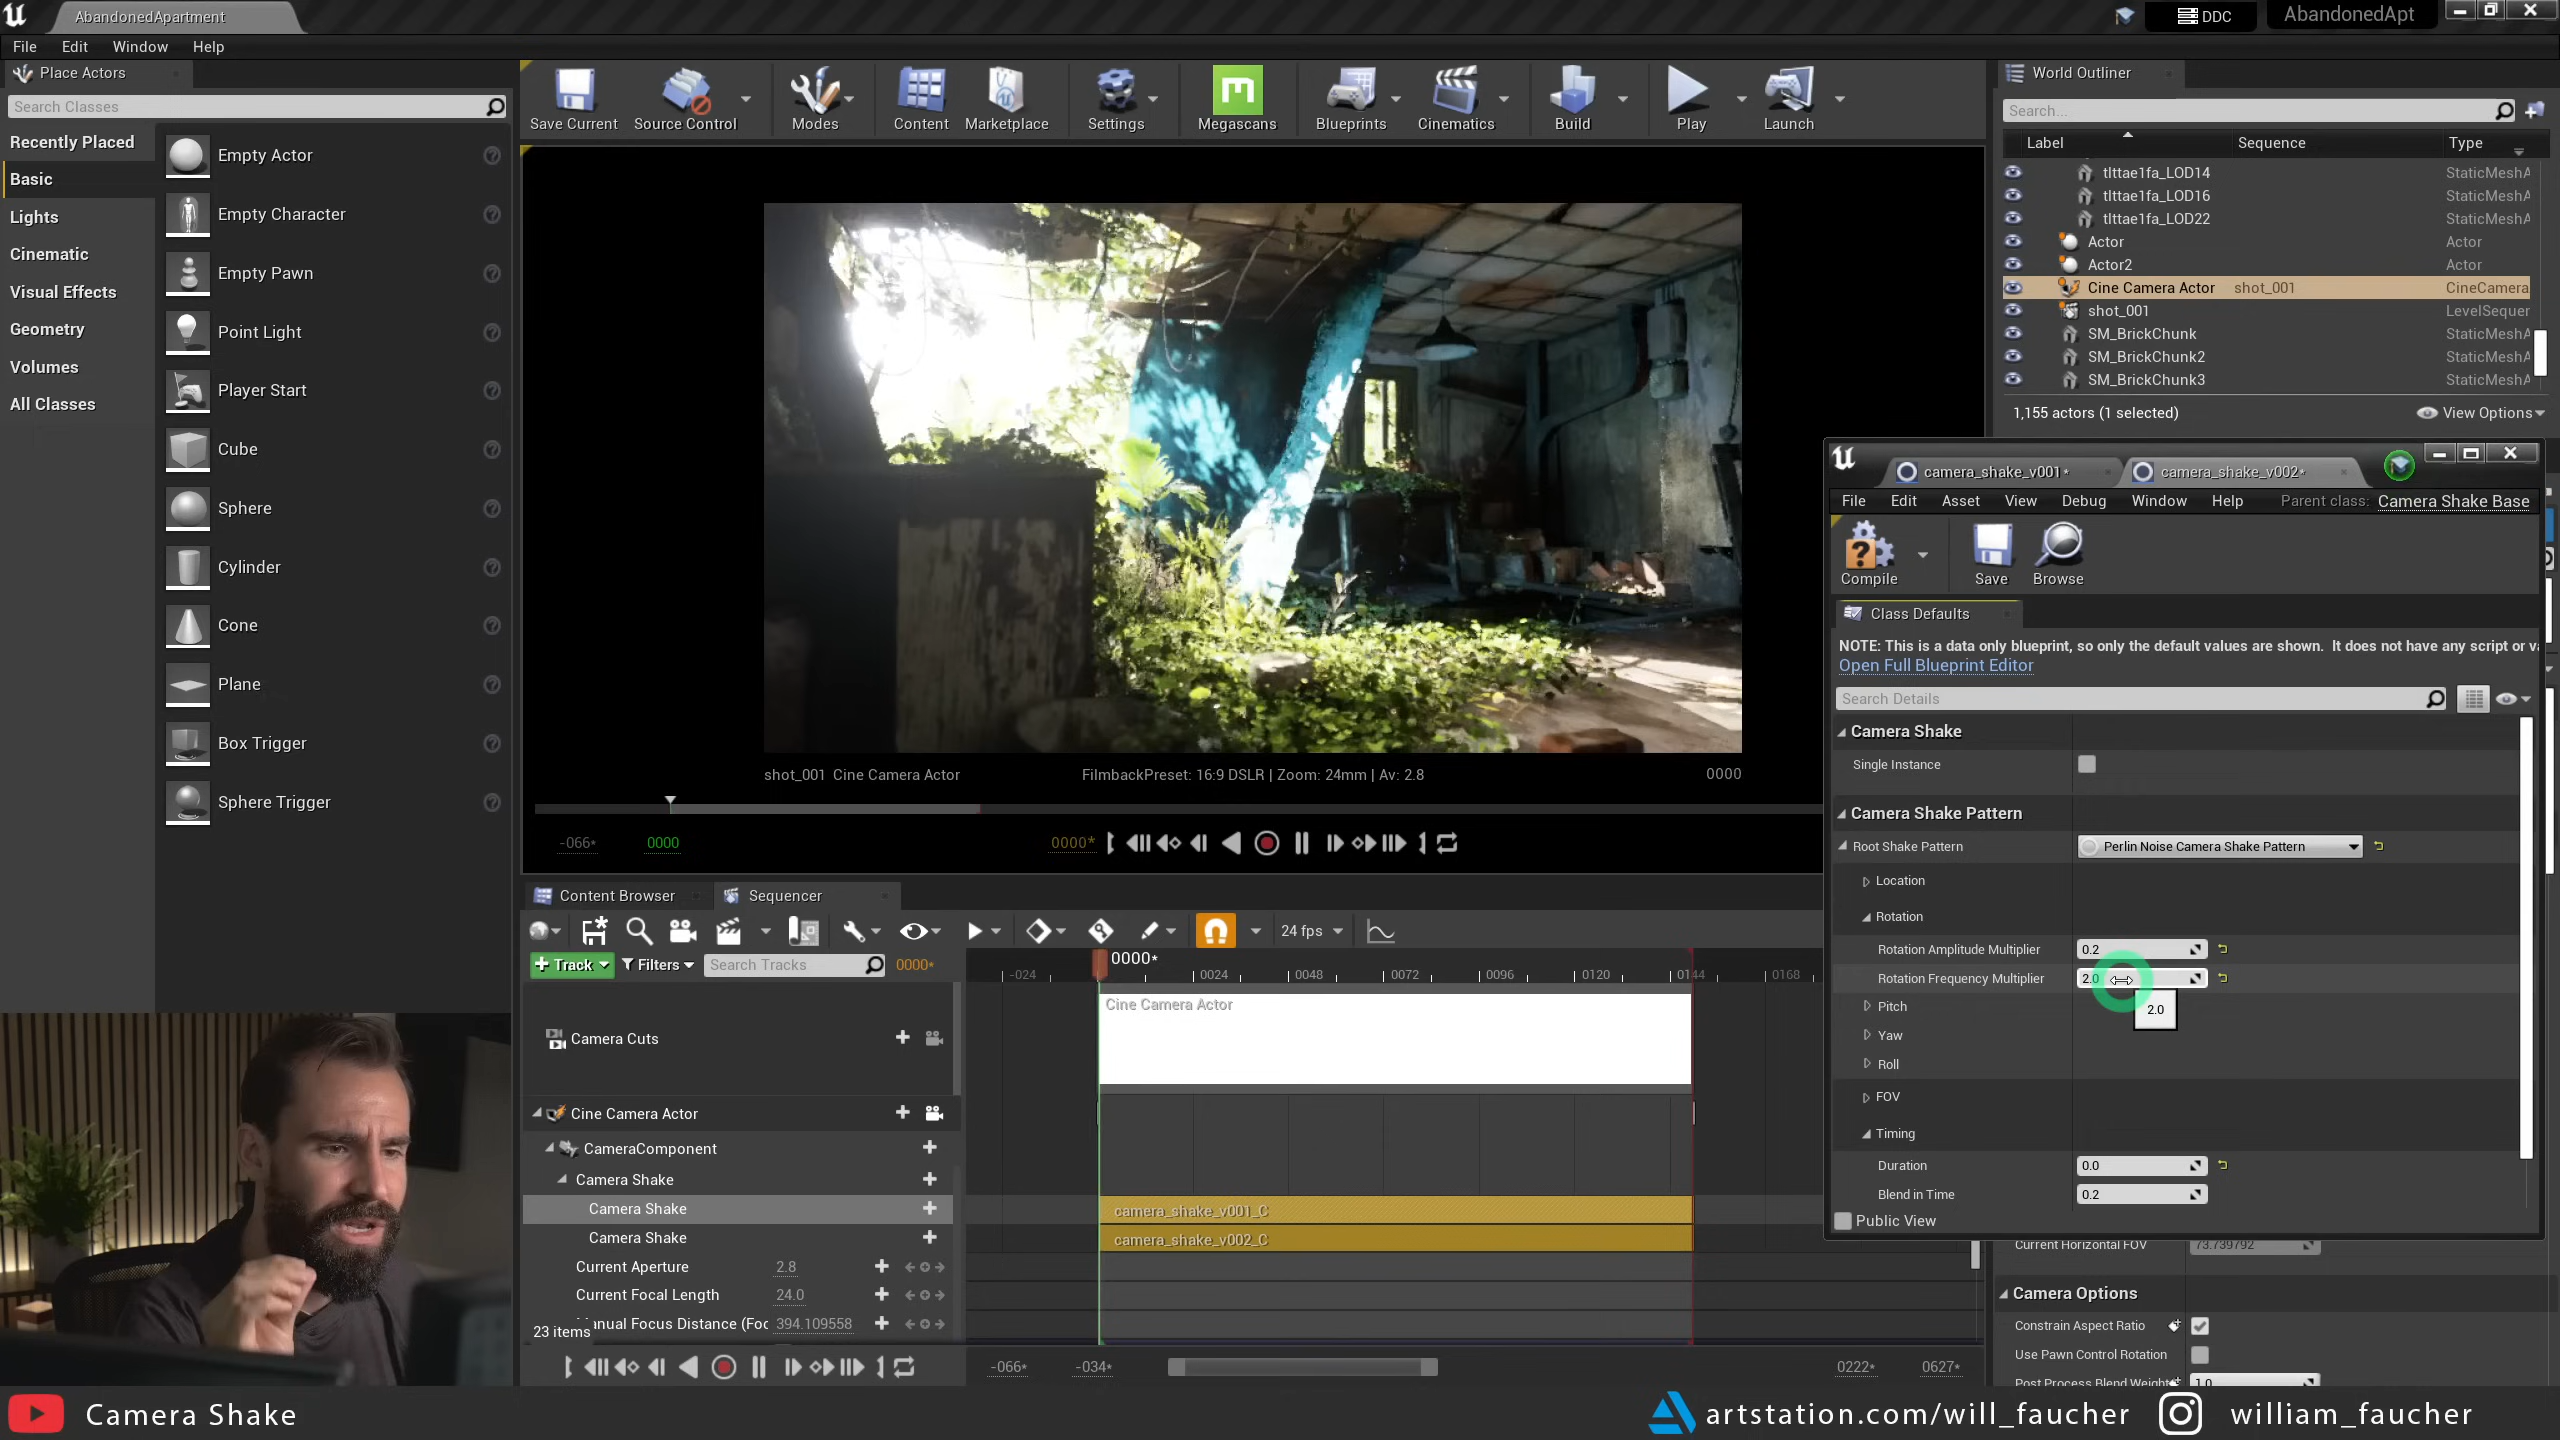 AbandonedApartment
DDC
AbandonedApt
File Edit Window Help
Place Actors
Search Classes
Recently Placed
Basic
Lights
Cinematic
Visual Effects
Geometry
Volumes
All Classes
Empty Actor
Empty Character
Empty Pawn
Point Light
Player Start
Cube
Sphere
Cylinder
Cone
Plane
Box Trigger
Sphere Trigger
Save Current
Source Control
Modes
Content
Marketplace
Settings
Megascans
Blueprints
Cinematics
Build
Play
Launch
World Outliner
Search...
Label Sequence Type
tlttae1fa_LOD14 StaticMeshA
tlttae1fa_LOD16 StaticMeshA
tlttae1fa_LOD22 StaticMeshA
Actor Actor
Actor2 Actor
Cine Camera Actor shot_001 CineCamera
shot_001 LevelSequer
SM_BrickChunk StaticMeshA
SM_BrickChunk2 StaticMeshA
SM_BrickChunk3 StaticMeshA
1,155 actors (1 selected) View Options
shot_001 Cine Camera Actor FilmbackPreset: 16:9 DSLR | Zoom: 24mm | Av: 2.8 0000
-066* 0000 0000*
camera_shake_v001* camera_shake_v002*
File Edit Asset View Debug Window Help Parent class: Camera Shake Base
Compile Save Browse
Class Defaults
NOTE: This is a data only blueprint, so only the default values are shown. It does not have any script or va
Open Full Blueprint Editor
Search Details
Camera Shake
Single Instance
Camera Shake Pattern
Root Shake Pattern Perlin Noise Camera Shake Pattern
Location
Rotation
Rotation Amplitude Multiplier 0.2
Rotation Frequency Multiplier 2.0
2.0
Pitch
Yaw
Roll
FOV
Timing
Duration 0.0
Blend in Time 0.2
Public View
Current Horizontal FOV 73.739792
Camera Options
Constrain Aspect Ratio
Use Pawn Control Rotation
Post Process Blend Weight 1.0
Content Browser Sequencer
24 fps
Track Filters Search Tracks 0000*
0000*
-024 0024 0048 0072 0096 0120 0144 0168
Cine Camera Actor
Camera Cuts
Cine Camera Actor
CameraComponent
Camera Shake
Camera Shake
camera_shake_v001_C
Camera Shake
camera_shake_v002_C
Current Aperture 2.8
Current Focal Length 24.0
Manual Focus Distance (Foc 394.109558
23 items
-066* -034* 0222* 0627*
Camera Shake
artstation.com/will_faucher
william_faucher